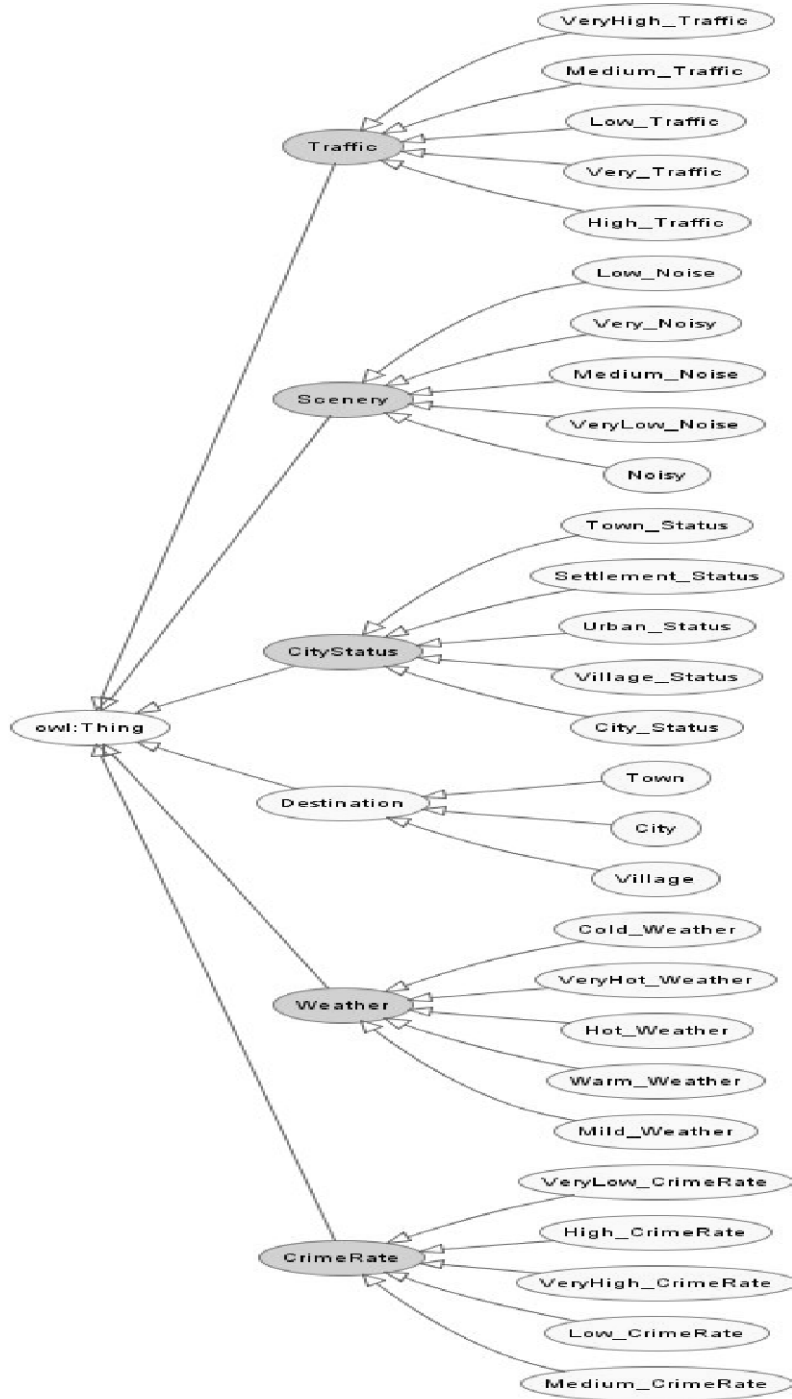 VeryHigh_Traffic
Medium_Traffic
Low_Traffic
Traffic
Very_Traffic
High_Traffic
Low_Noise
Very_Noisy
Medium_Noise
Scenery
VeryLow_Noise
Noisy
Town_Status
Settlement_Status
Urban_Status
CityStatus
Village_Status
City_Status
owl:Thing
Town
Destination
City
Village
Cold_Weather
VeryHot_Weather
Weather
Hot_Weather
Warm_Weather
Mild_Weather
VeryLow_CrimeRate
High_CrimeRate
CrimeRate
VeryHigh_CrimeRate
Low_CrimeRate
Medium_CrimeRate